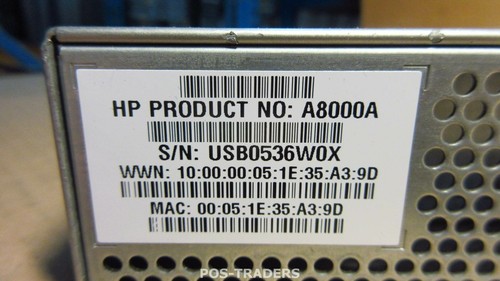 HP PRODUCT NO: A8000A
S/N: USB0536W0X
WWN: 10:00:00:05:1E:35:A3:9D
MAC: 00:05:1E:35:A3:9D
POS-TRADERS